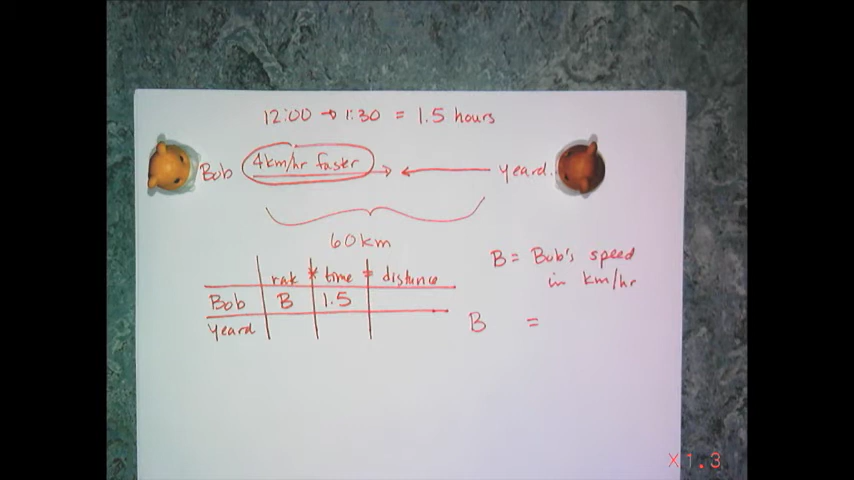 12:00 → 1:30 = 1.5 hours
Bob 4km/hr faster Yeard.
60km
B = Bob's speed
in km/hr
rate * time = distance
Bob B 1.5
Yeard
B =
X1.3